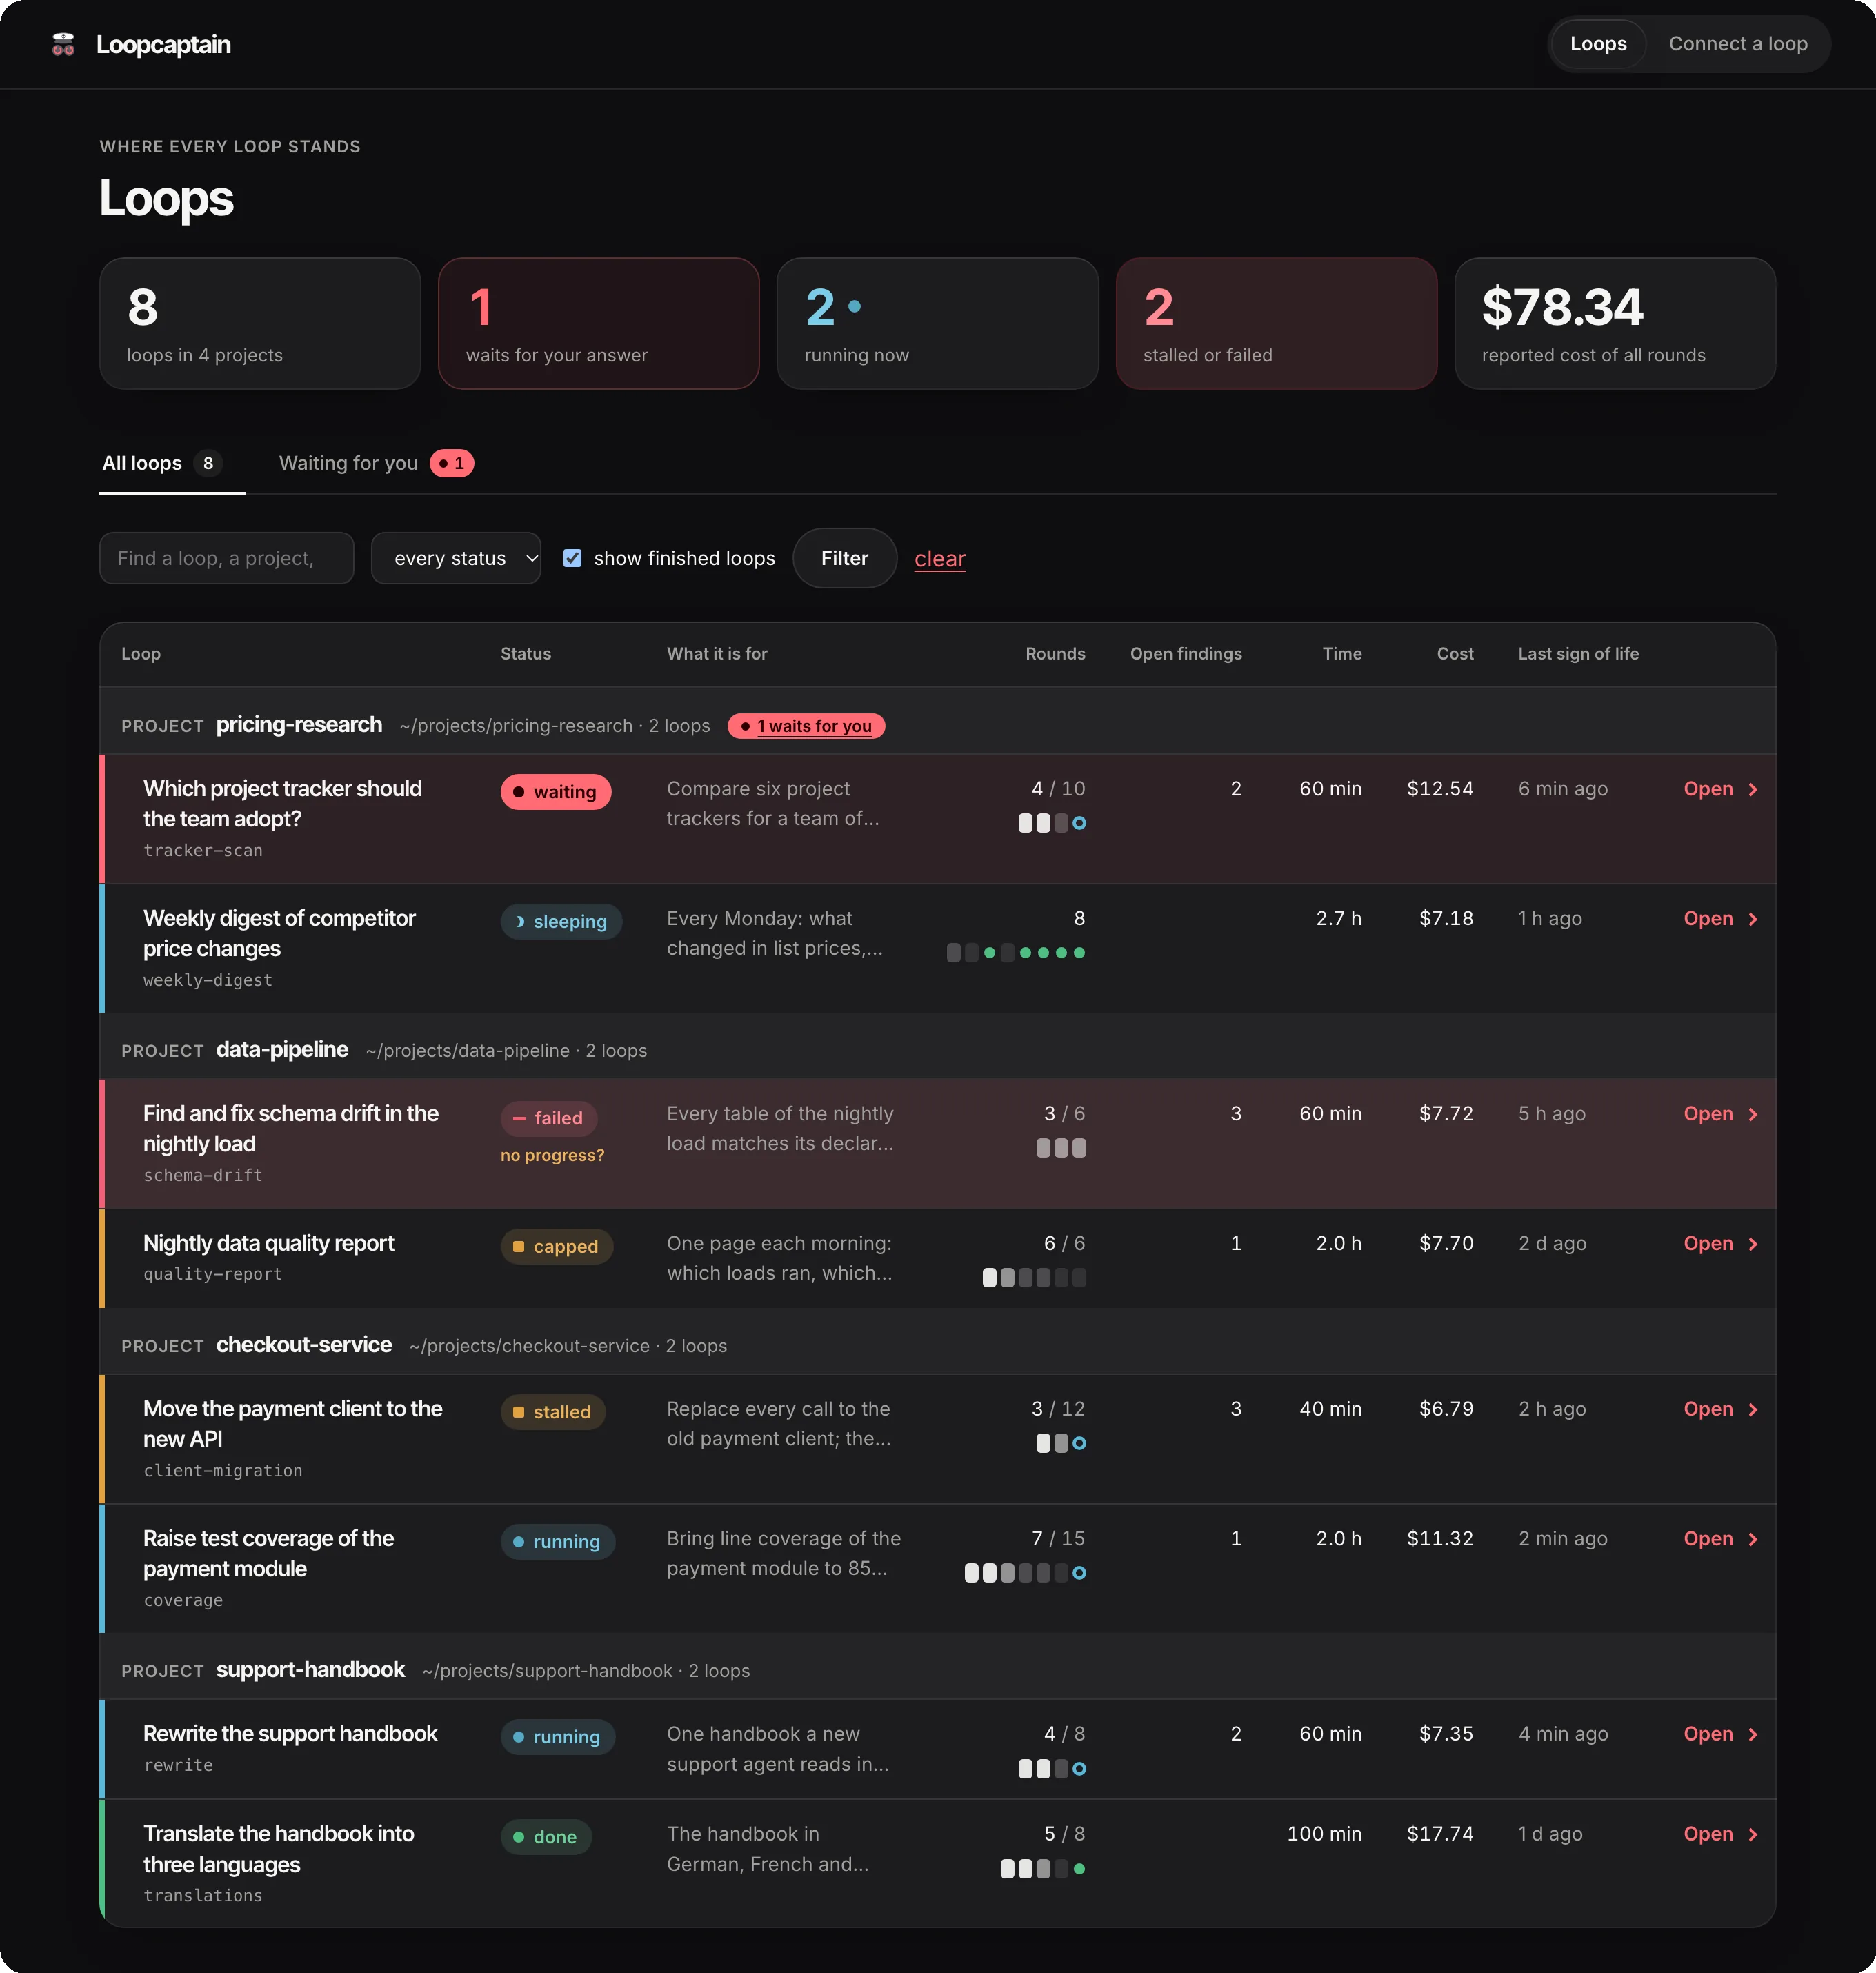 Loopcaptain
Loops
Connect a loop
WHERE EVERY LOOP STANDS
Loops
8
loops in 4 projects
1
waits for your answer
2
running now
2
stalled or failed
$78.34
reported cost of all rounds
All loops 8
Waiting for you 1
Find a loop, a project,
every status
show finished loops
Filter
clear
Loop Status What it is for Rounds Open findings Time Cost Last sign of life
PROJECT pricing-research ~/projects/pricing-research · 2 loops 1 waits for you
Which project tracker should
the team adopt?
tracker-scan
waiting
Compare six project
trackers for a team of…
4 / 10
2
60 min
$12.54
6 min ago
Open
Weekly digest of competitor
price changes
weekly-digest
sleeping
Every Monday: what
changed in list prices,…
8
2.7 h
$7.18
1 h ago
Open
PROJECT data-pipeline ~/projects/data-pipeline · 2 loops
Find and fix schema drift in the
nightly load
schema-drift
failed
no progress?
Every table of the nightly
load matches its declar…
3 / 6
3
60 min
$7.72
5 h ago
Open
Nightly data quality report
quality-report
capped
One page each morning:
which loads ran, which…
6 / 6
1
2.0 h
$7.70
2 d ago
Open
PROJECT checkout-service ~/projects/checkout-service · 2 loops
Move the payment client to the
new API
client-migration
stalled
Replace every call to the
old payment client; the…
3 / 12
3
40 min
$6.79
2 h ago
Open
Raise test coverage of the
payment module
coverage
running
Bring line coverage of the
payment module to 85…
7 / 15
1
2.0 h
$11.32
2 min ago
Open
PROJECT support-handbook ~/projects/support-handbook · 2 loops
Rewrite the support handbook
rewrite
running
One handbook a new
support agent reads in…
4 / 8
2
60 min
$7.35
4 min ago
Open
Translate the handbook into
three languages
translations
done
The handbook in
German, French and…
5 / 8
100 min
$17.74
1 d ago
Open